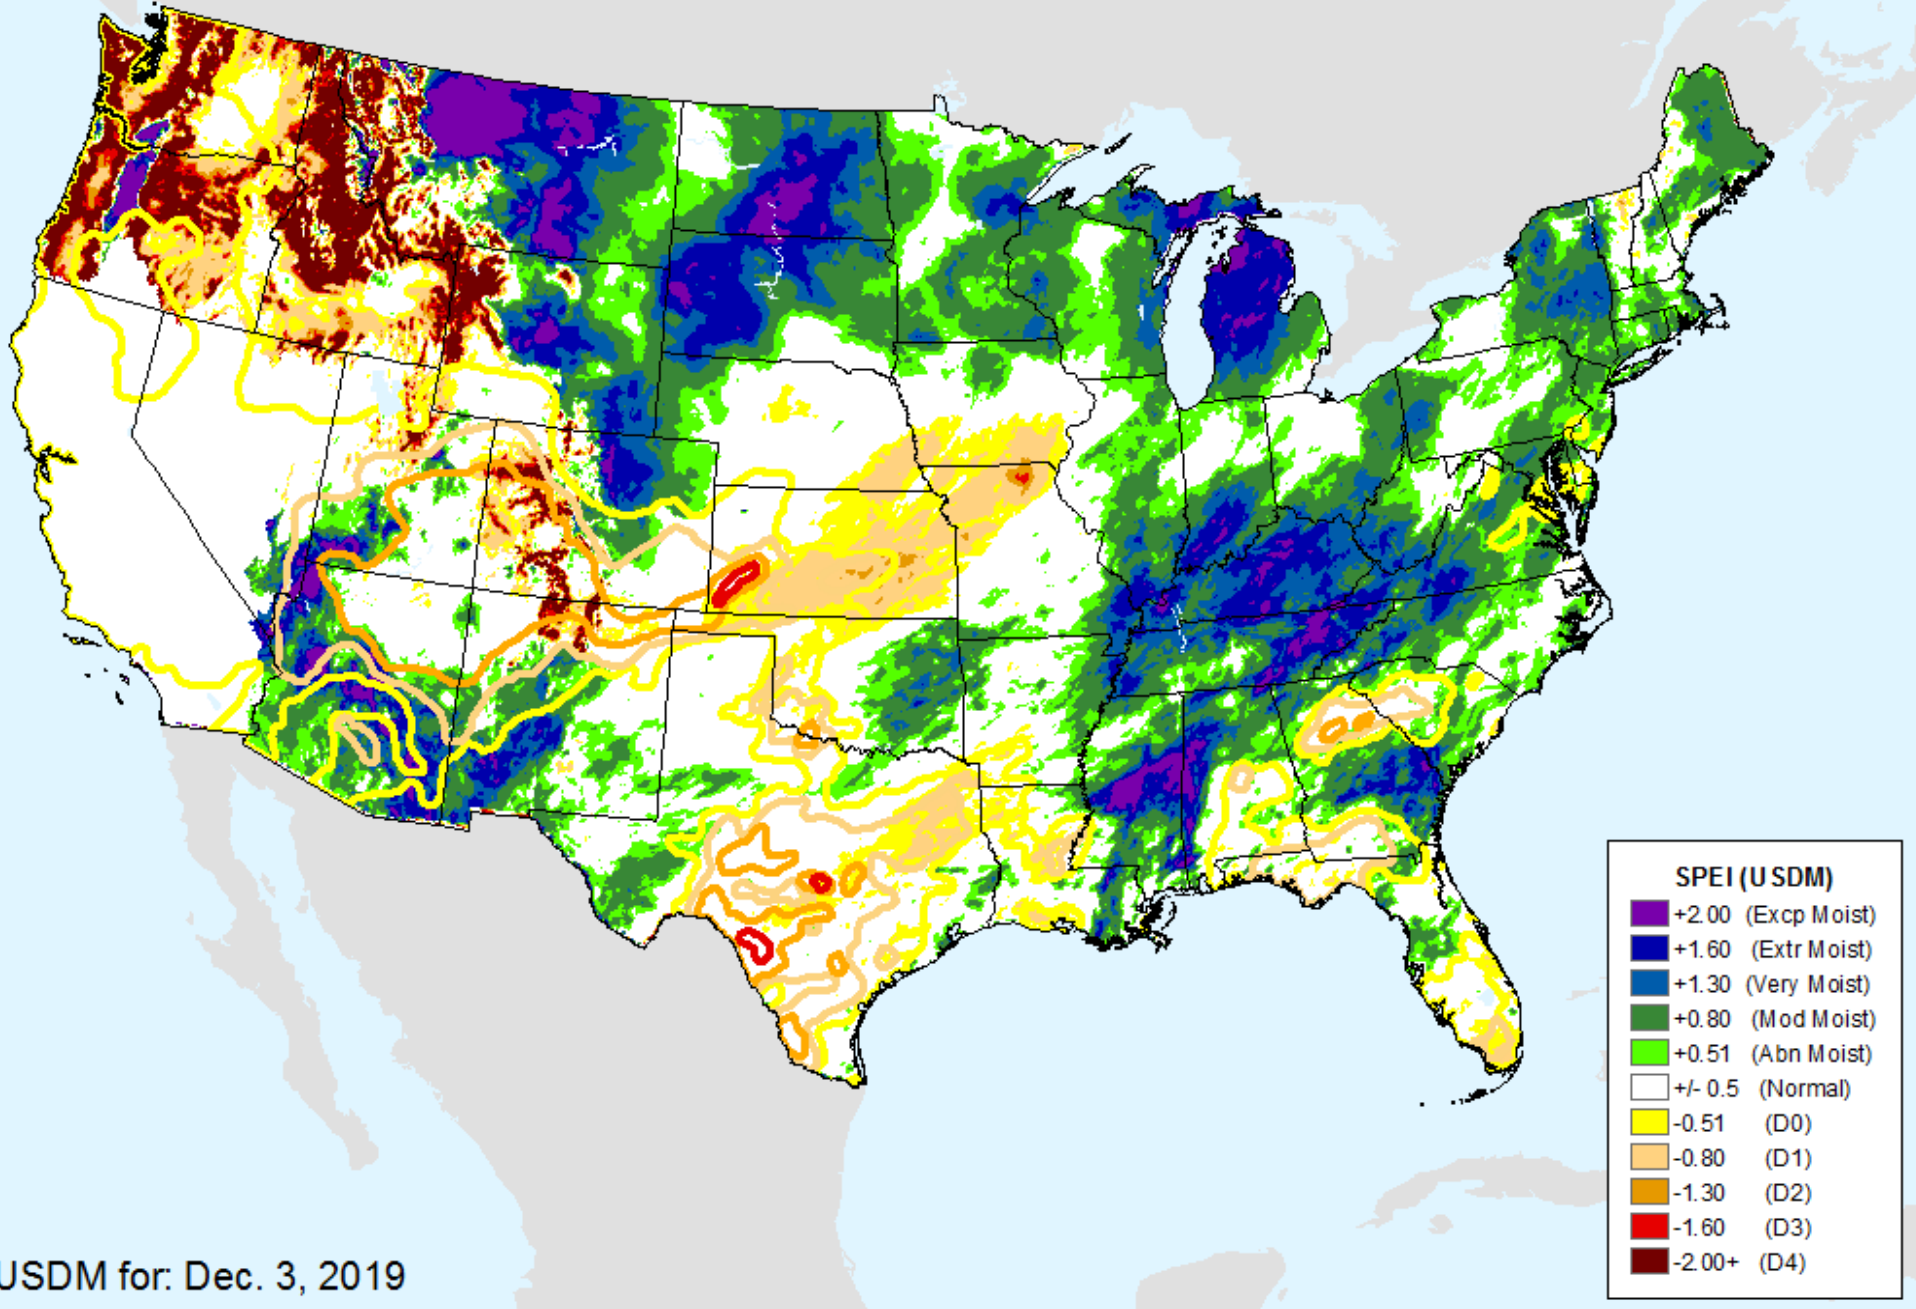 SPEI (USDM)
+2.00 (Excp Moist)
+1.60 (Extr Moist)
+1.30 (Very Moist)
+0.80 (Mod Moist)
+0.51 (Abn Moist)
+/- 0.5 (Normal)
-0.51 (D0)
-0.80 (D1)
-1.30 (D2)
-1.60 (D3)
-2.00+ (D4)
USDM for: Dec. 3, 2019